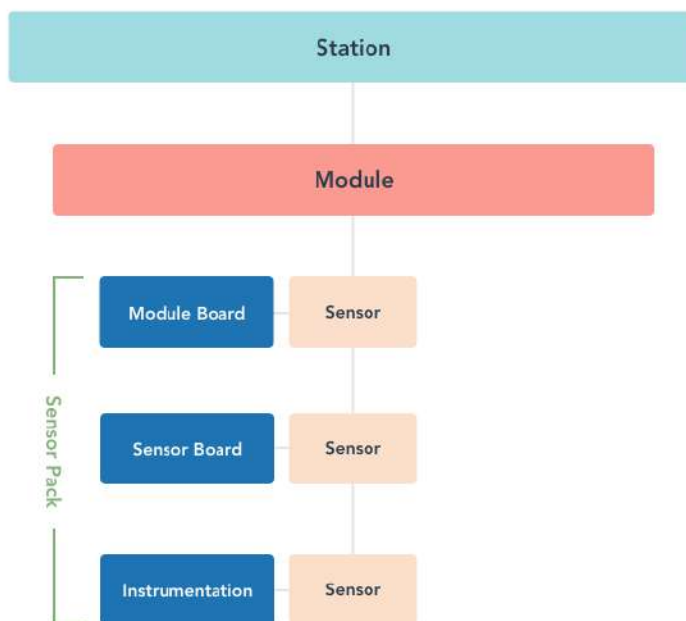 Station
Module
Module Board
Sensor
Sensor Pack
Sensor Board
Sensor
Instrumentation
Sensor